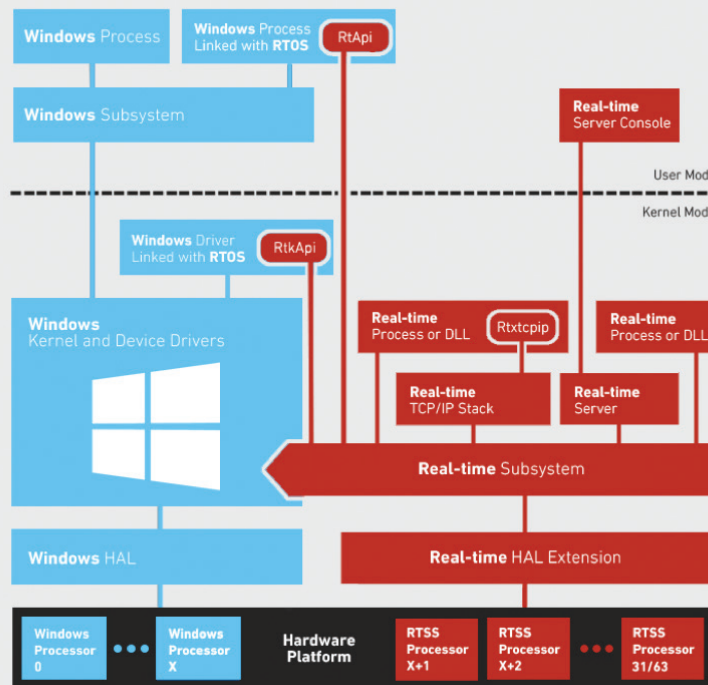 Windows Process
Windows Process
Linked with RTOS
RtApi
Windows Subsystem
Real-time
Server Console
User Mod
Kernel Mod
Windows Driver
Linked with RTOS
RtkApi
Windows
Kernel and Device Drivers
Real-time
Process or DLL
Rtxtcpip
Real-time
Process or DLL
Real-time
TCP/IP Stack
Real-time
Server
Real-time Subsystem
Windows HAL
Real-time HAL Extension
Windows
Processor
0
Windows
Processor
X
Hardware
Platform
RTSS
Processor
X+1
RTSS
Processor
X+2
RTSS
Processor
31/63